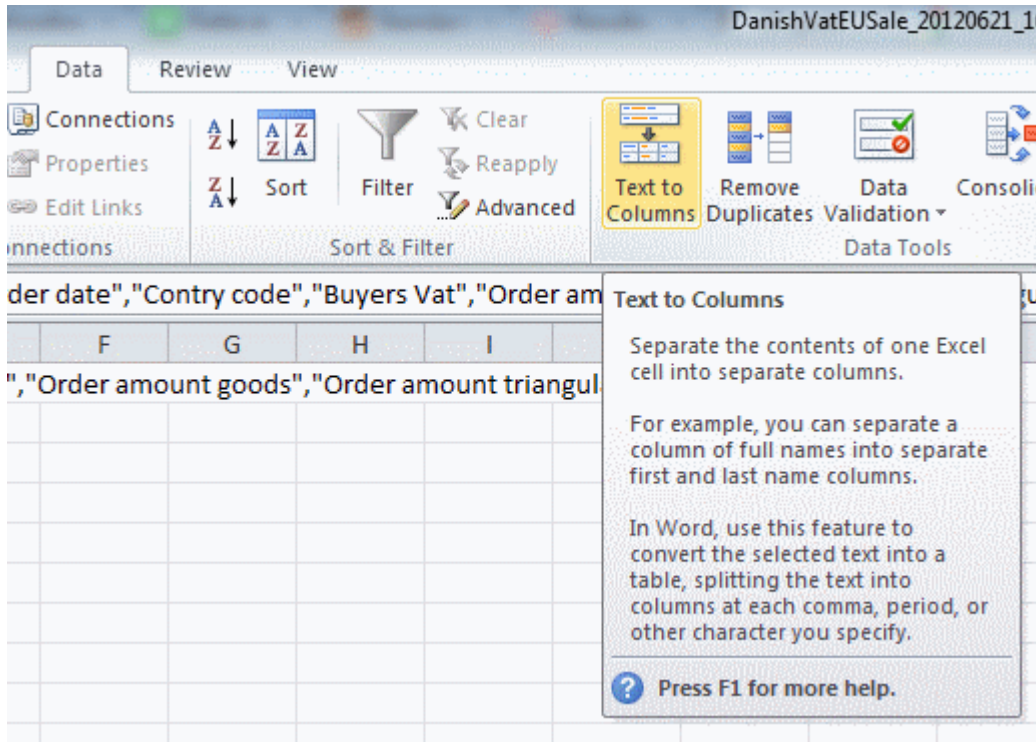 DanishVatEUSale_20120621_1
Data Review View
Connections
Properties
Edit Links
Sort
Filter
Clear
Reapply
Advanced
Text to Columns
Remove Duplicates
Data Validation
Consoli
nnections
Sort & Filter
Data Tools
der date","Contry code","Buyers Vat","Order am
F G H I
","Order amount goods","Order amount triangul
Text to Columns
Separate the contents of one Excel
cell into separate columns.
For example, you can separate a
column of full names into separate
first and last name columns.
In Word, use this feature to
convert the selected text into a
table, splitting the text into
columns at each comma, period, or
other character you specify.
Press F1 for more help.